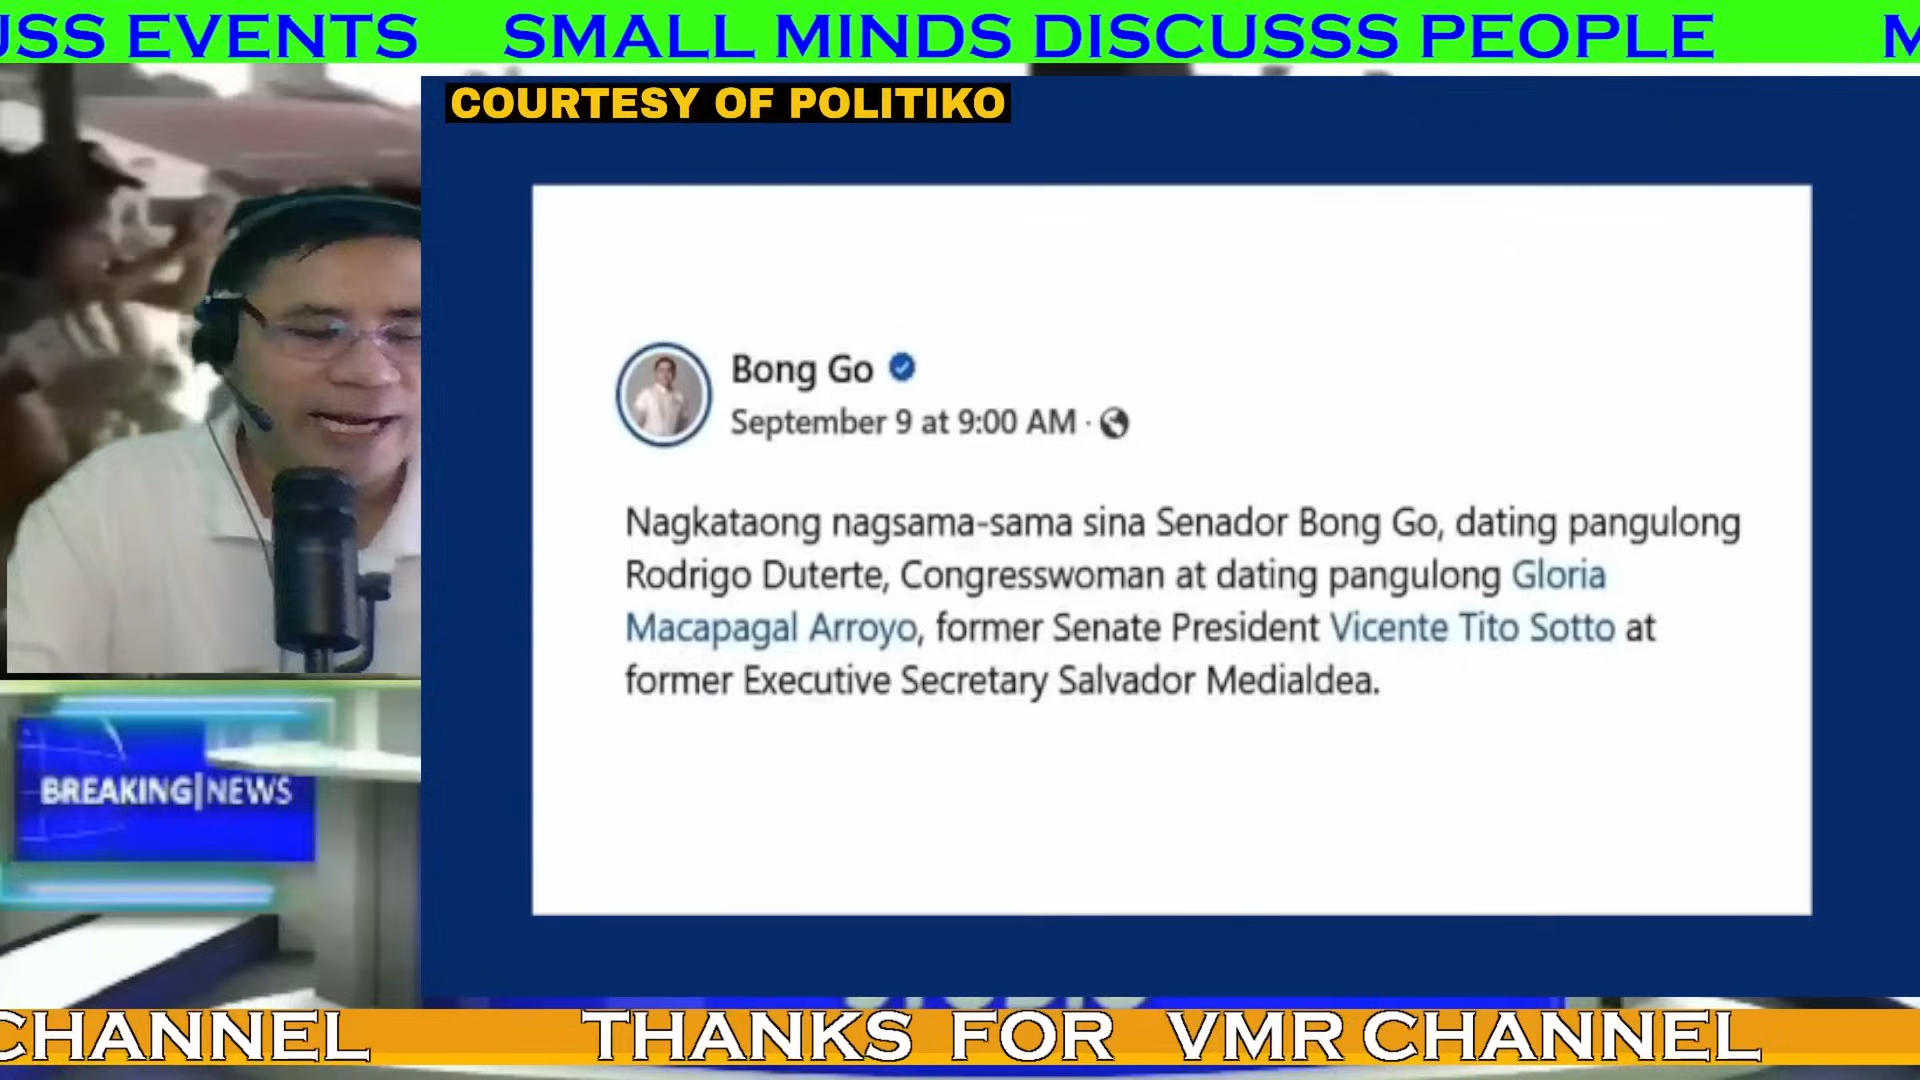 USS EVENTS SMALL MINDS DISCUSSS PEOPLE M
COURTESY OF POLITIKO
Bong Go
September 9 at 9:00 AM ·
Nagkataong nagsama-sama sina Senador Bong Go, dating pangulong
Rodrigo Duterte, Congresswoman at dating pangulong Gloria
Macapagal Arroyo, former Senate President Vicente Tito Sotto at
former Executive Secretary Salvador Medialdea.
BREAKING|NEWS
CHANNEL THANKS FOR VMR CHANNEL